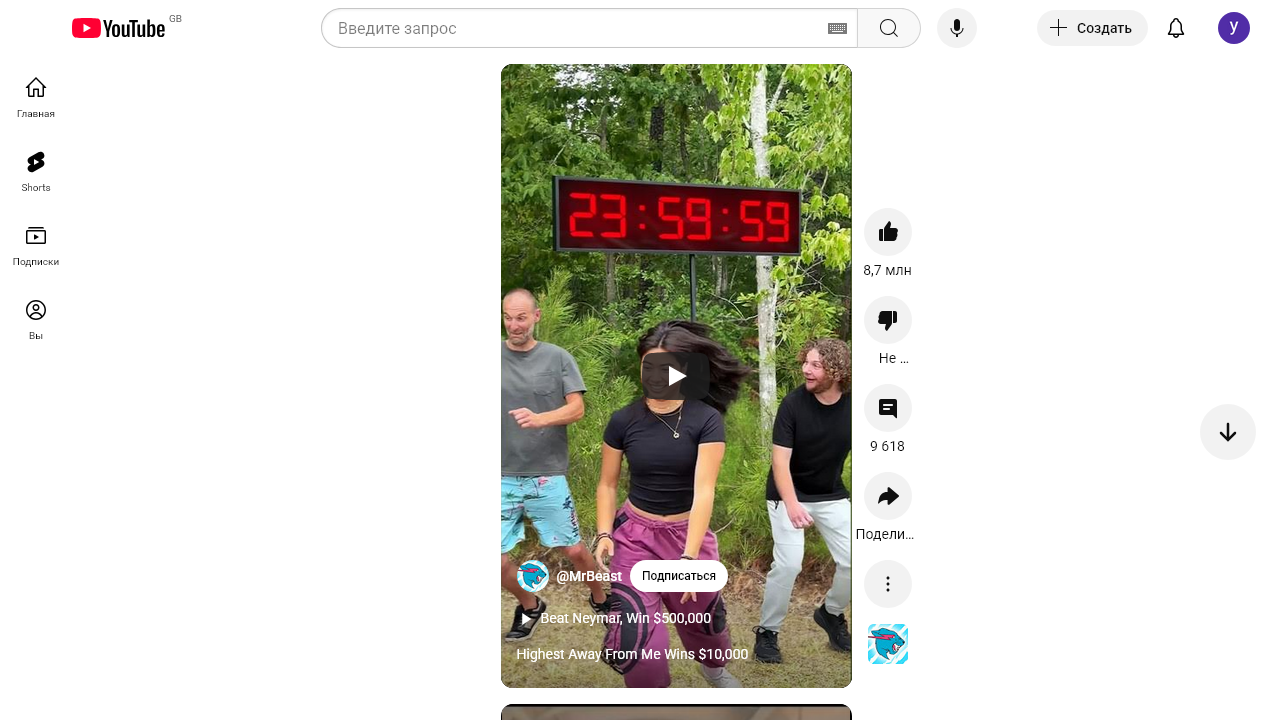 YouTube GB
Введите запрос
Создать
У
Главная
Shorts
Подписки
Вы
23:59:59
8,7 млн
Не ...
9 618
Подели...
@MrBeast Подписаться
Beat Neymar, Win $500,000
Highest Away From Me Wins $10,000